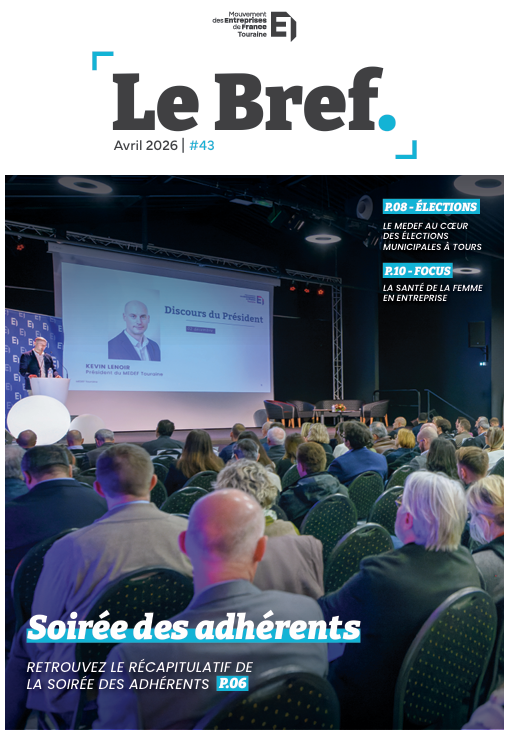 Mouvement
des Entreprises
de France
Touraine
Le Bref.
Avril 2026 | #43
P.08 - ÉLECTIONS
LE MEDEF AU CŒUR
DES ÉLECTIONS
MUNICIPALES À TOURS
P.10 - FOCUS
LA SANTÉ DE LA FEMME
EN ENTREPRISE
Discours du Président
KEVIN LENOIR
Président du MEDEF Touraine
Soirée des adhérents
RETROUVEZ LE RÉCAPITULATIF DE
LA SOIRÉE DES ADHÉRENTS P.06